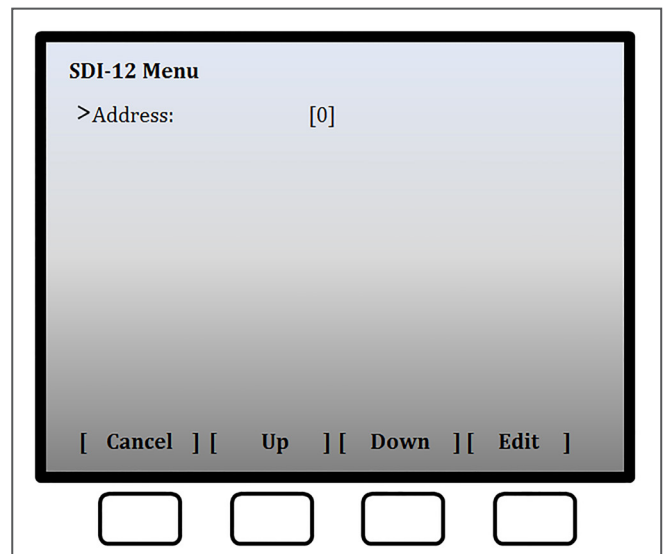 SDI-12 Menu
>Address: [0]
[ Cancel ] [ Up ] [ Down ] [ Edit ]